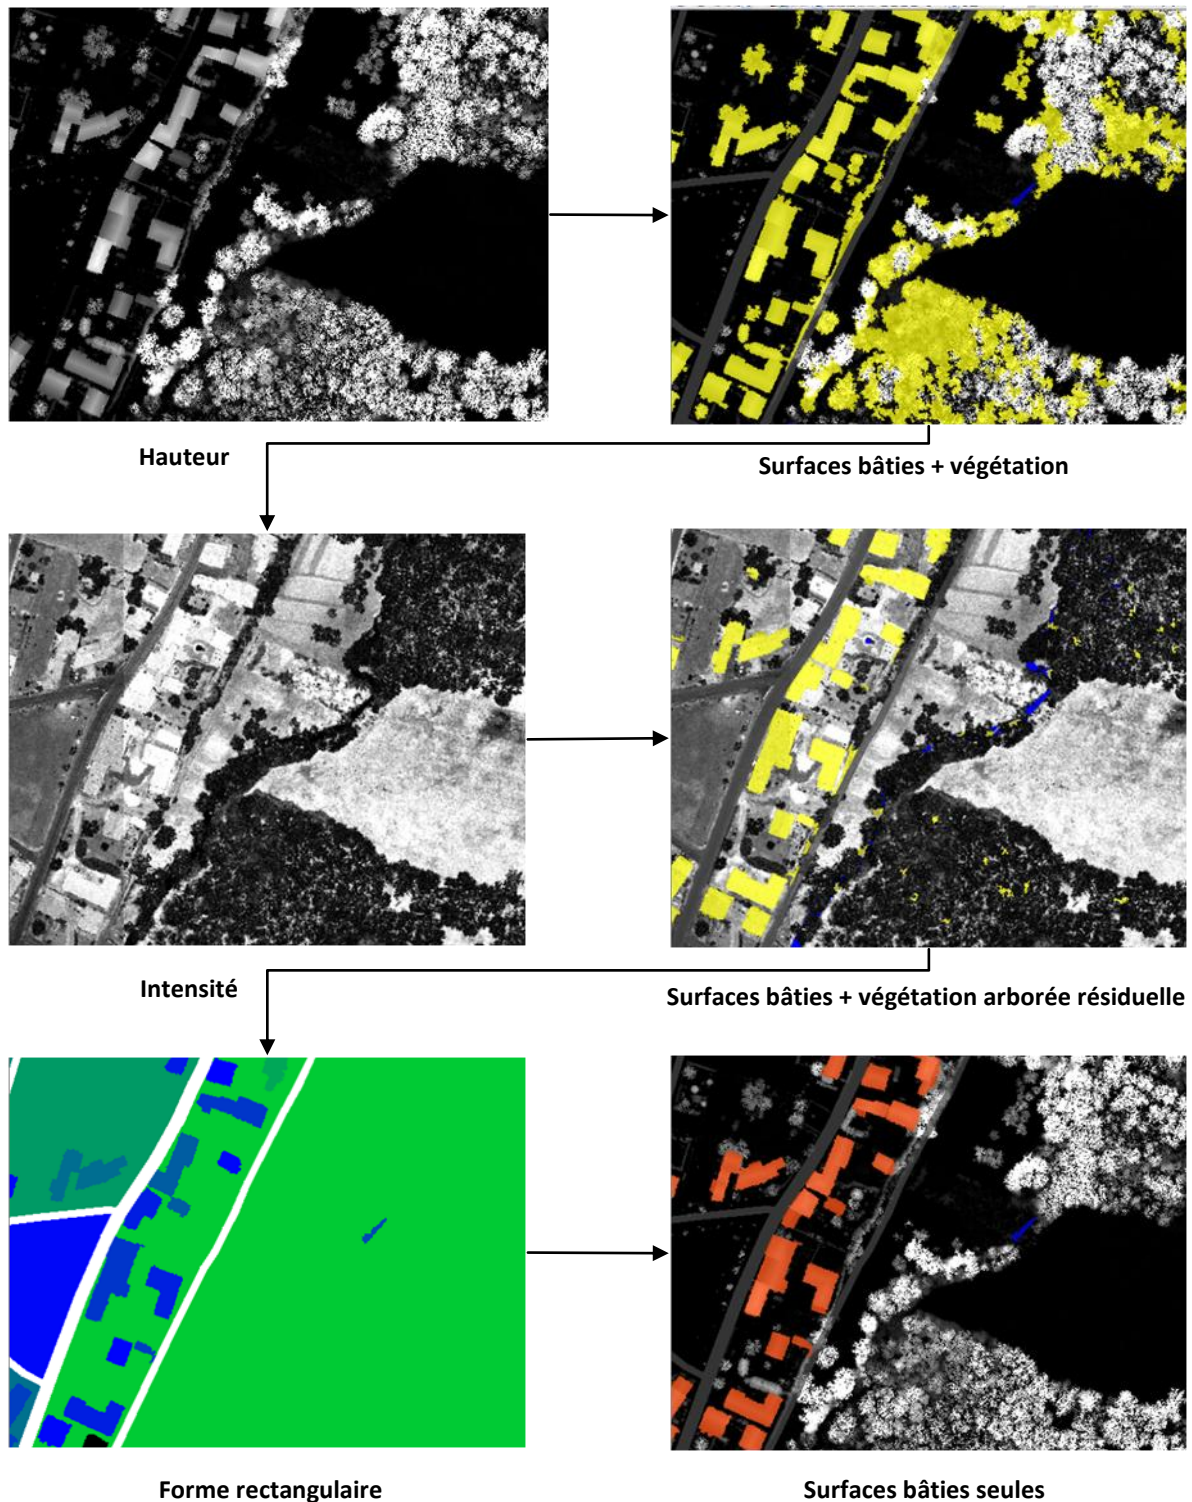 Hauteur
Surfaces bâties + végétation
Intensité
Surfaces bâties + végétation arborée résiduelle
Forme rectangulaire
Surfaces bâties seules